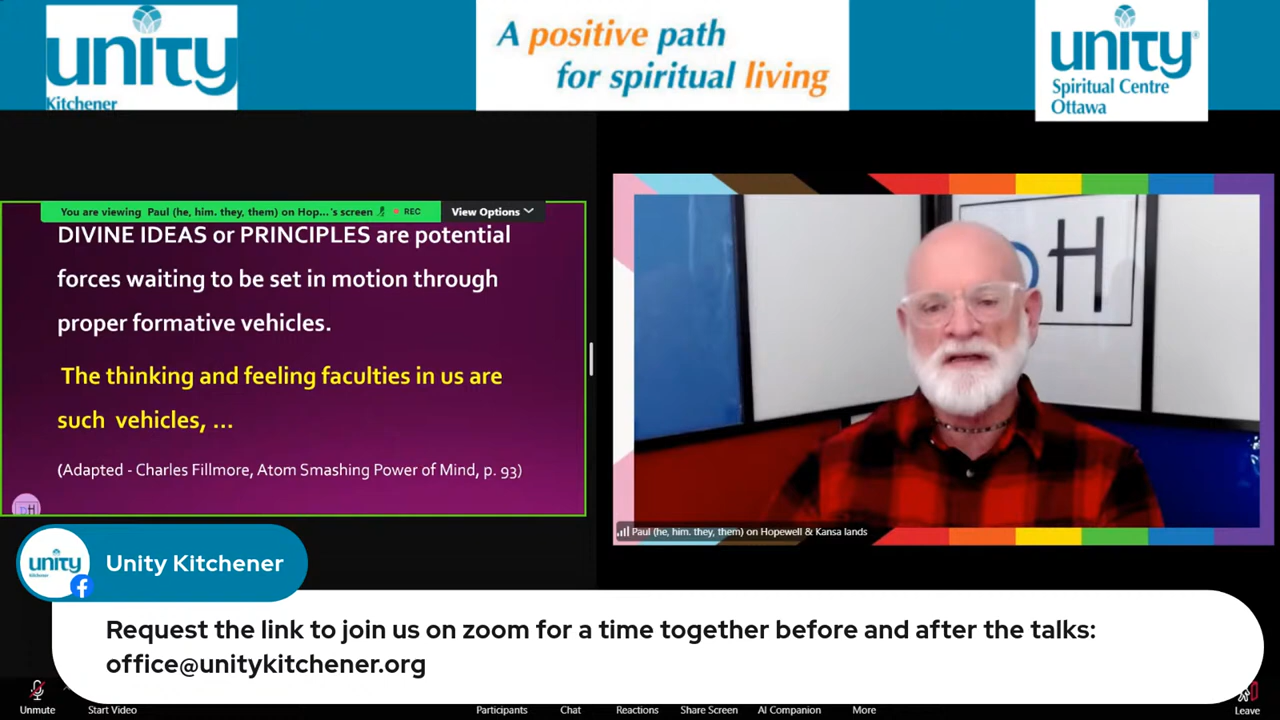 unity
Kitchener
A positive path
for spiritual living
unity®
Spiritual Centre
Ottawa
You are viewing Paul (he, him. they, them) on Hop...'s screen REC
View Options
DIVINE IDEAS or PRINCIPLES are potential
forces waiting to be set in motion through
proper formative vehicles.
The thinking and feeling faculties in us are
such vehicles, ...
(Adapted - Charles Fillmore, Atom Smashing Power of Mind, p. 93)
DH
DH
Paul (he, him. they, them) on Hopewell & Kansa lands
unity
Kitchener
Unity Kitchener
Request the link to join us on zoom for a time together before and after the talks:
office@unitykitchener.org
Unmute
Start Video
Participants
Chat
Reactions
Share Screen
AI Companion
More
Leave